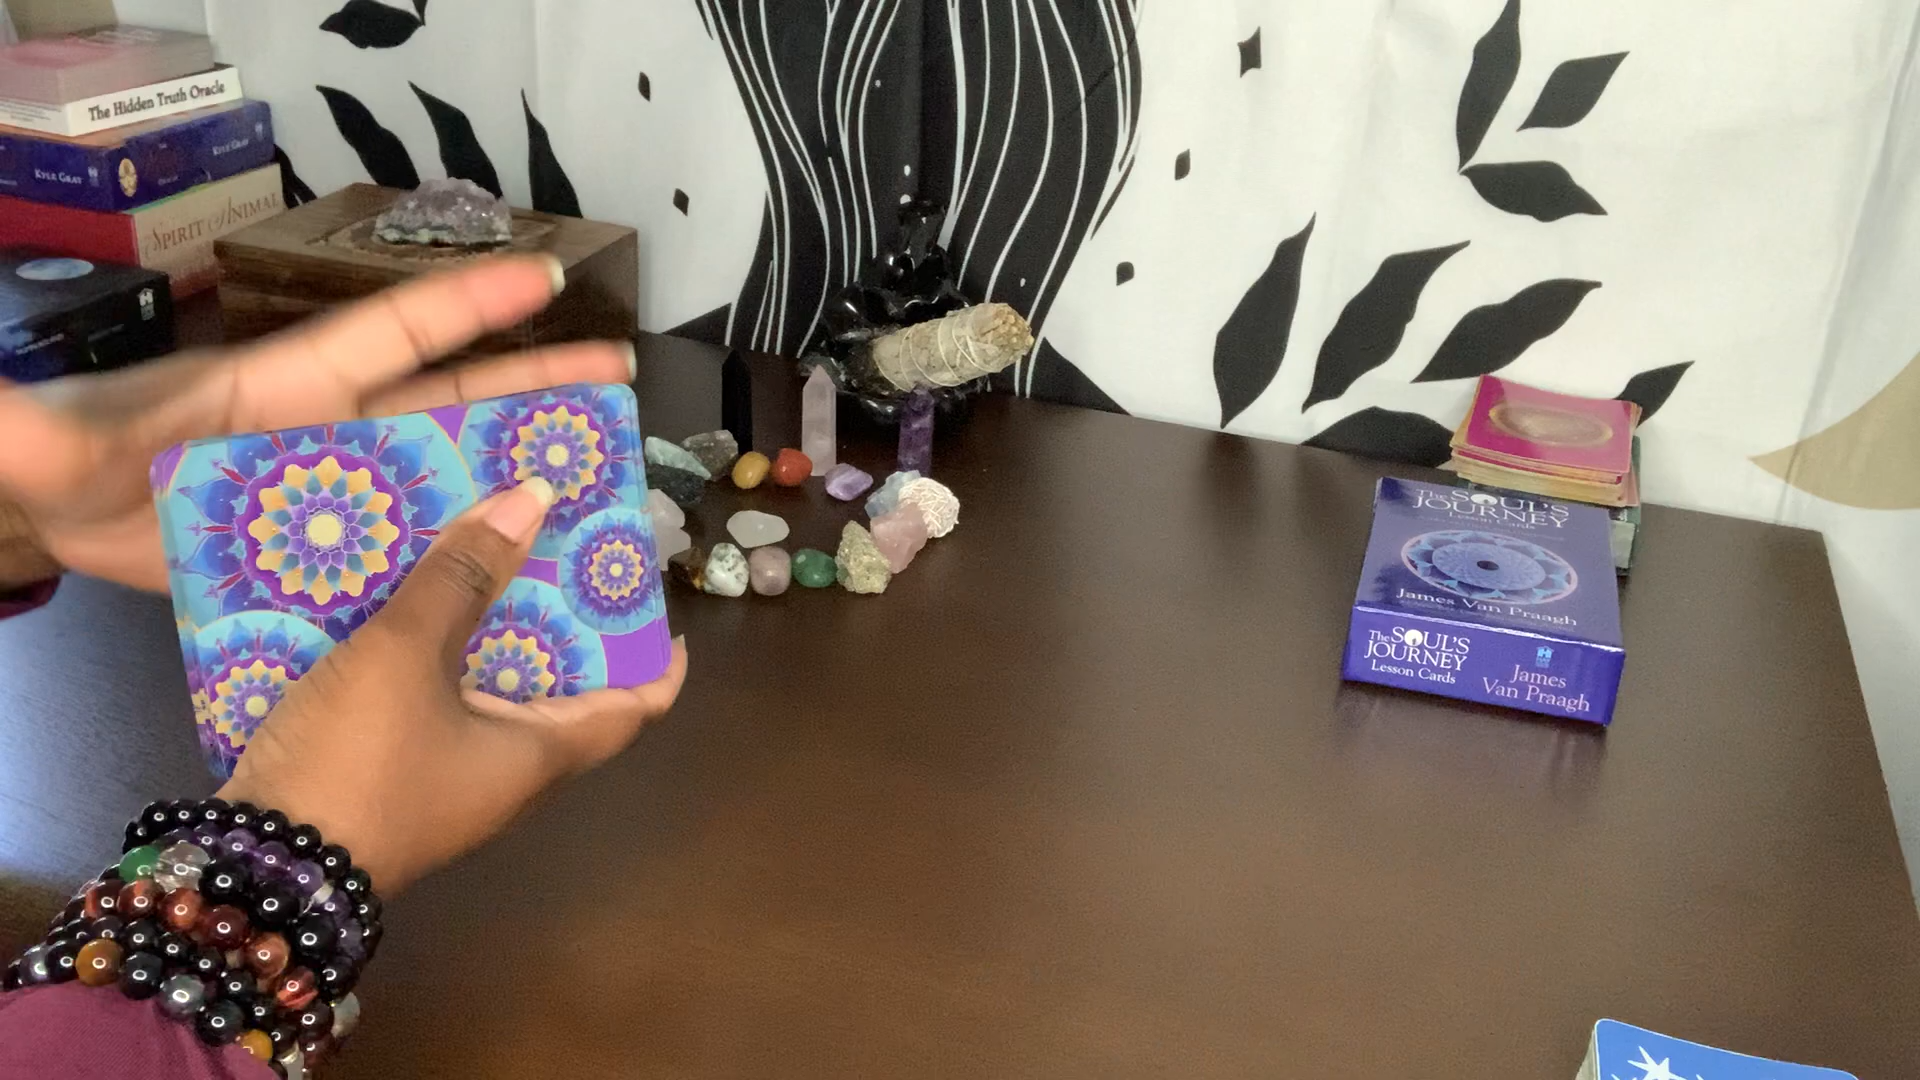 The Hidden Truth Oracle
KYLE GRAY
KYLE GRAY
SPIRIT ANIMAL
The SOUL'S
JOURNEY
Lesson Cards
James Van Praagh
The SOUL'S
JOURNEY
Lesson Cards
James
Van Praagh